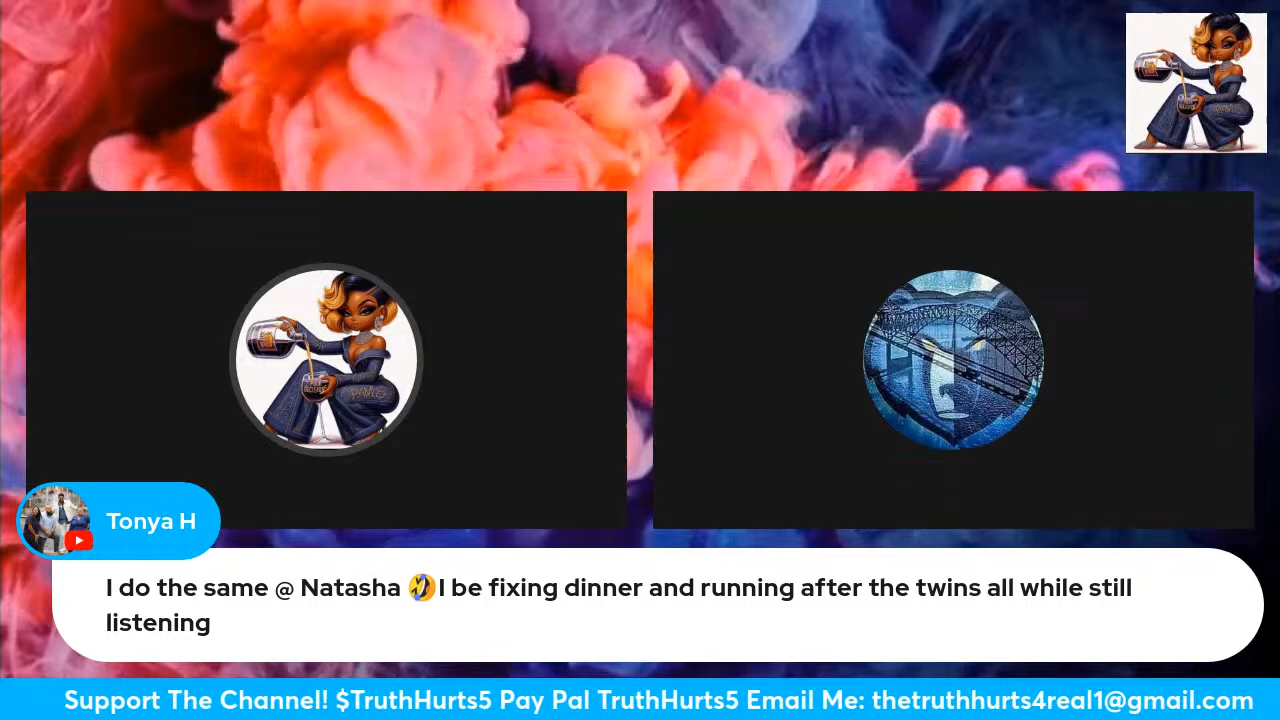 Tonya H
I do the same @ Natasha 🤣I be fixing dinner and running after the twins all while still
listening
Support The Channel! $TruthHurts5 Pay Pal TruthHurts5 Email Me: thetruthhurts4real1@gmail.com